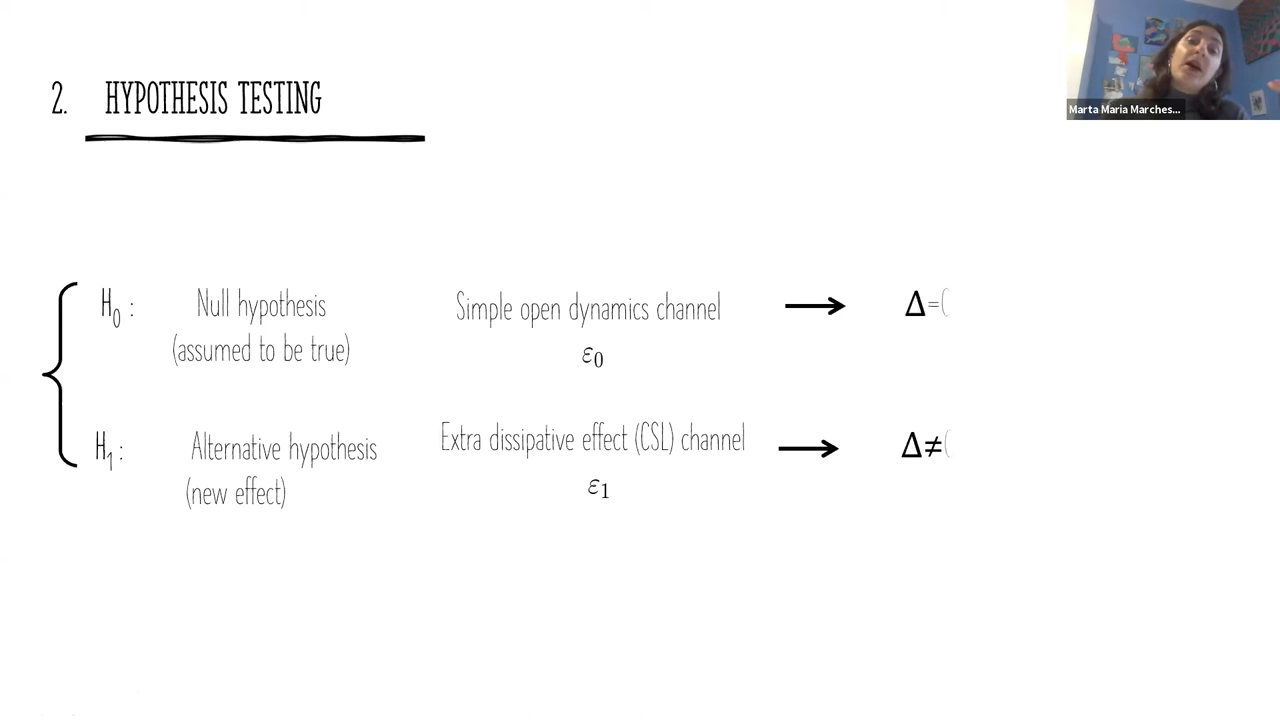 2. HYPOTHESIS TESTING
Marta Maria Marches...
H0 : Null hypothesis Simple open dynamics channel → Δ=
(assumed to be true) ε0
H1 : Alternative hypothesis Extra dissipative effect (CSL) channel → Δ≠
(new effect) ε1